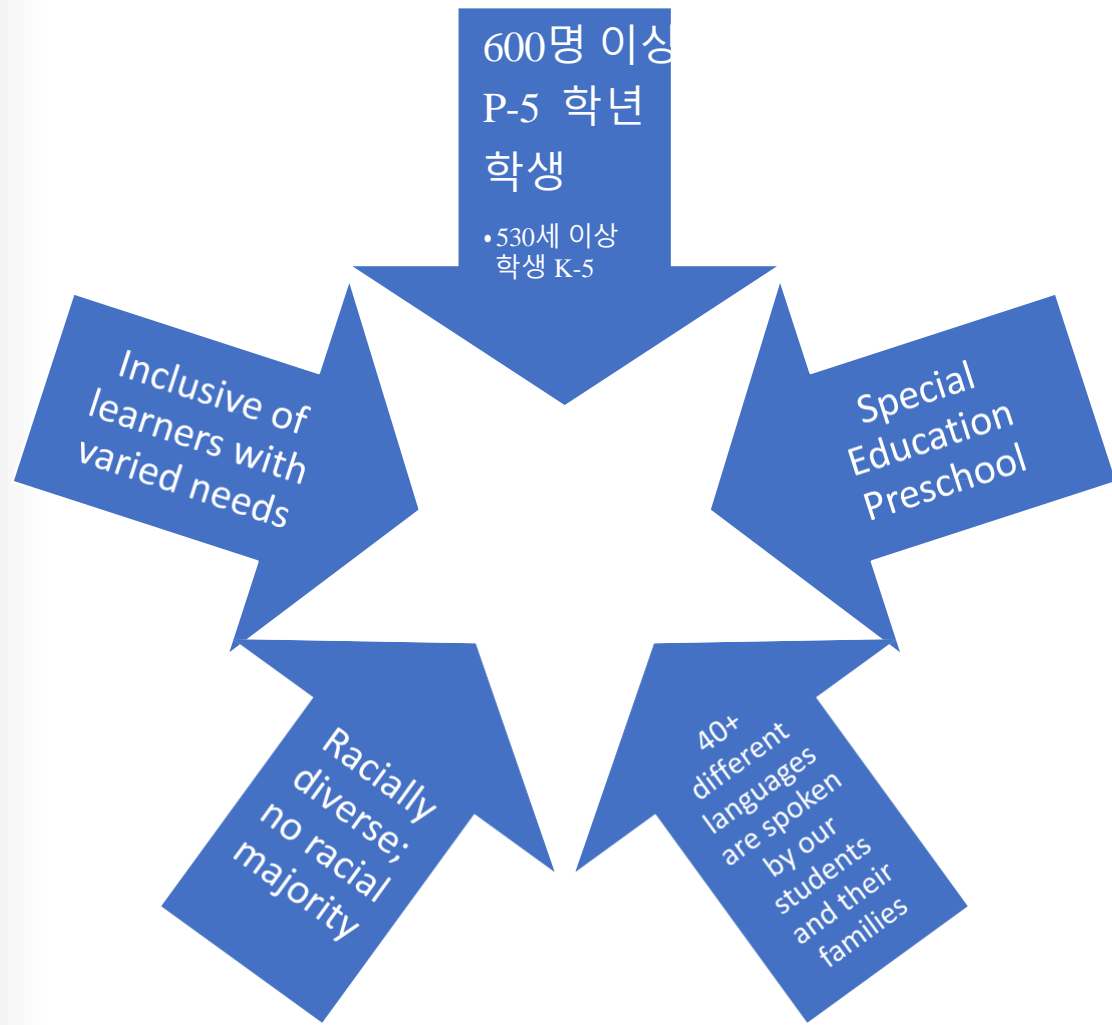 600명 이상
P-5 학년
학생
• 530세 이상
학생 K-5
Special
Education
Preschool
40+
different
languages
are spoken
by our
students
and their
families
Racially
diverse;
no racial
majority
Inclusive of
learners with
varied needs